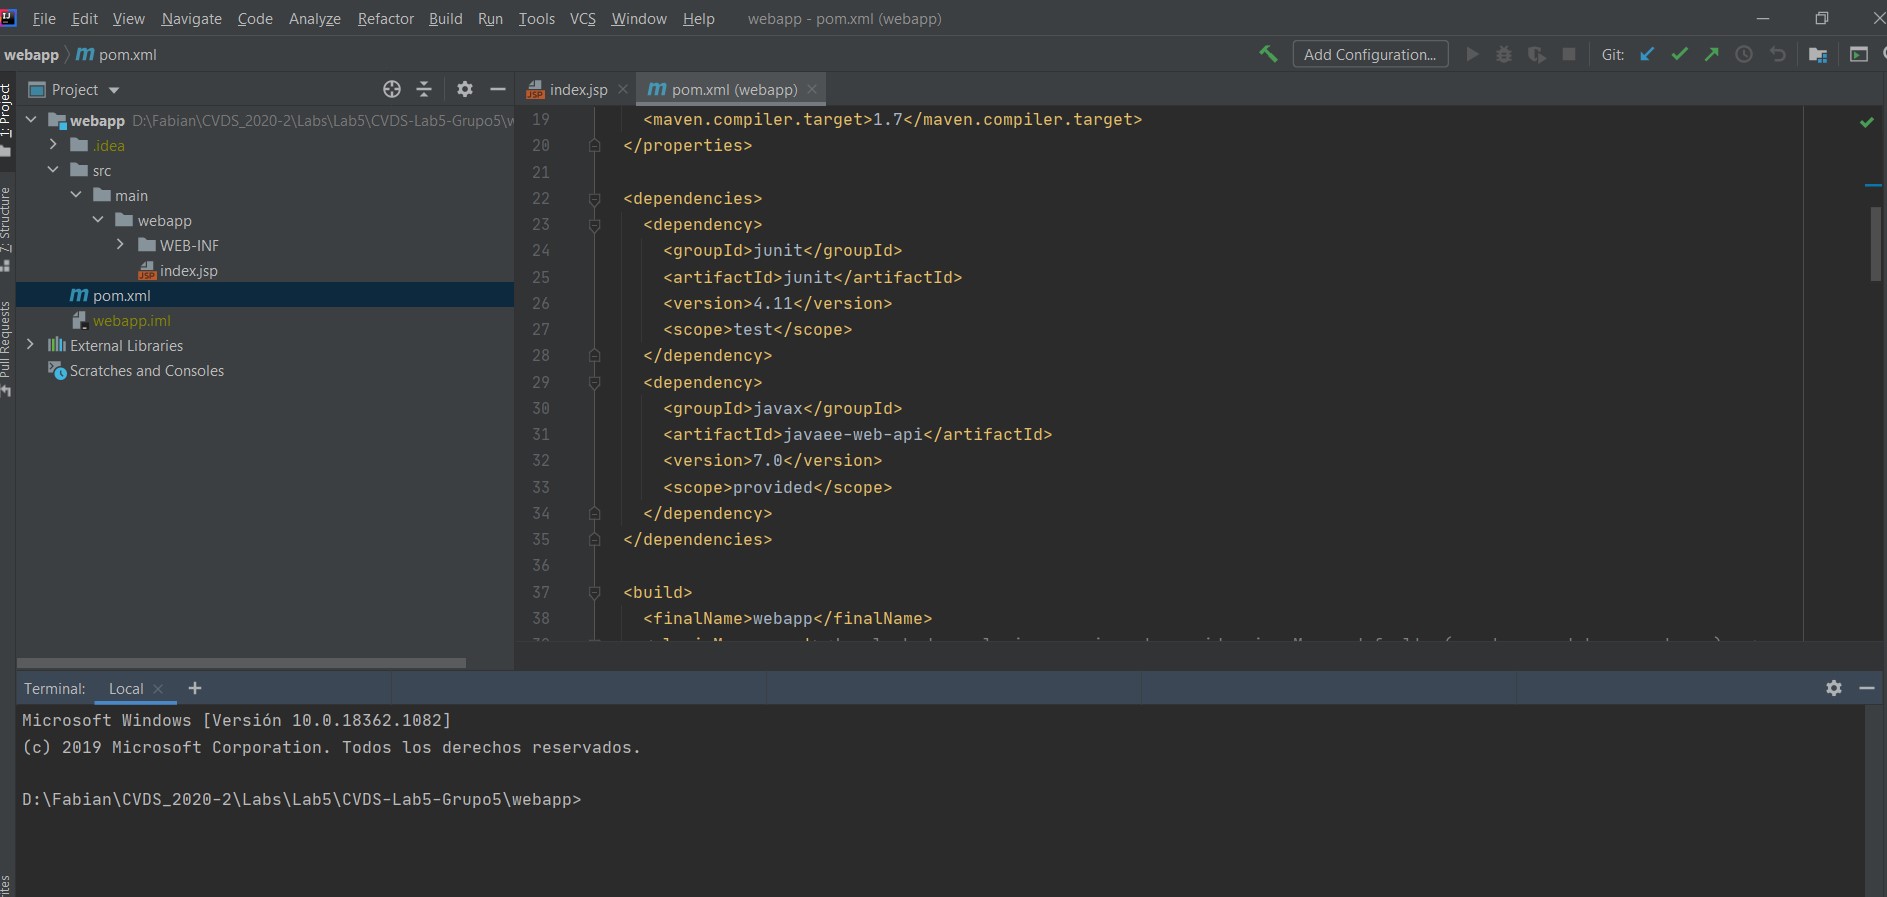 File Edit View Navigate Code Analyze Refactor Build Run Tools VCS Window Help webapp - pom.xml (webapp)
webapp pom.xml Add Configuration... Git:
Project index.jsp pom.xml (webapp)
1: Project
Z: Structure
Pull Requests
webapp D:\Fabian\CVDS_2020-2\Labs\Lab5\CVDS-Lab5-Grupo5\w
.idea
src
main
webapp
WEB-INF
index.jsp
pom.xml
webapp.iml
External Libraries
Scratches and Consoles
19 <maven.compiler.target>1.7</maven.compiler.target>
20 </properties>
21
22 <dependencies>
23 <dependency>
24 <groupId>junit</groupId>
25 <artifactId>junit</artifactId>
26 <version>4.11</version>
27 <scope>test</scope>
28 </dependency>
29 <dependency>
30 <groupId>javax</groupId>
31 <artifactId>javaee-web-api</artifactId>
32 <version>7.0</version>
33 <scope>provided</scope>
34 </dependency>
35 </dependencies>
36
37 <build>
38 <finalName>webapp</finalName>
Terminal: Local
Microsoft Windows [Versión 10.0.18362.1082]
(c) 2019 Microsoft Corporation. Todos los derechos reservados.
D:\Fabian\CVDS_2020-2\Labs\Lab5\CVDS-Lab5-Grupo5\webapp>